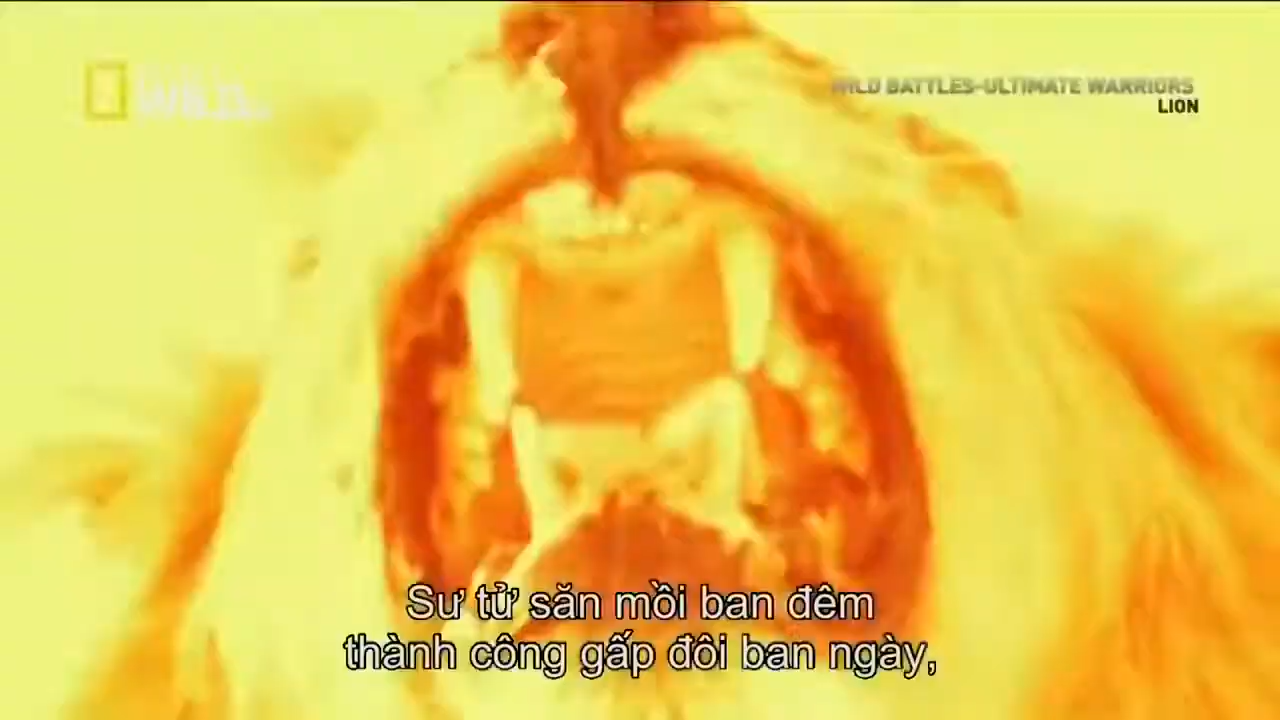 WILD BATTLES-ULTIMATE WARRIORS
LION
Sư tử săn mồi ban đêm
thành công gấp đôi ban ngày,